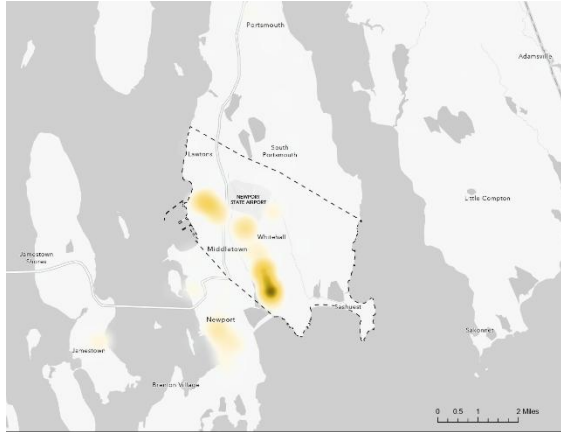 Portsmouth
Adamsville
Lawtons
South
Portsmouth
NEWPORT
STATE AIRPORT
Little Compton
Whitehall
Middletown
Jamestown
Shores
Sachuest
Newport
Sakonnet
Jamestown
Brenton Village
0 0.5 1 2 Miles